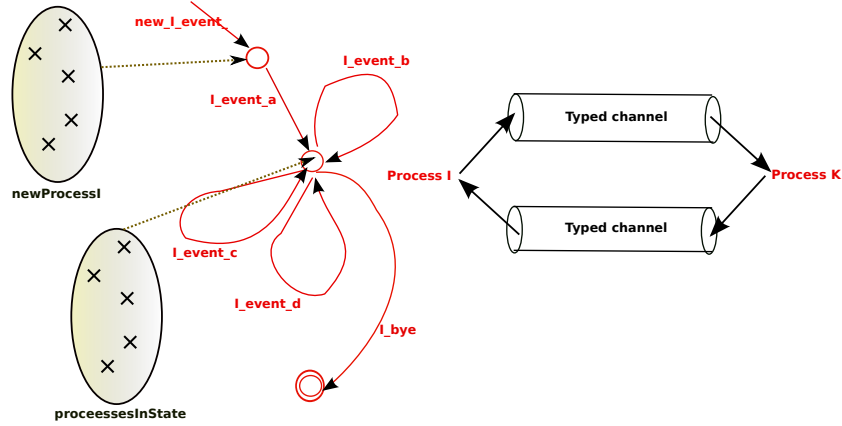 new_I_event_
I_event_b
I_event_a
Typed channel
newProcessI
Process I
Process K
Typed channel
I_event_c
I_event_d
I_bye
proceessesInState